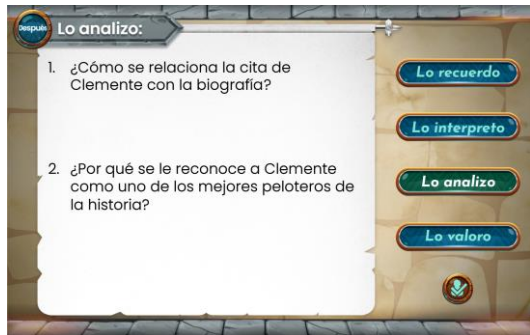 Después
Lo analizo:
1. ¿Cómo se relaciona la cita de
Clemente con la biografía?
2. ¿Por qué se le reconoce a Clemente
como uno de los mejores peloteros de
la historia?
Lo recuerdo
Lo interpreto
Lo analizo
Lo valoro